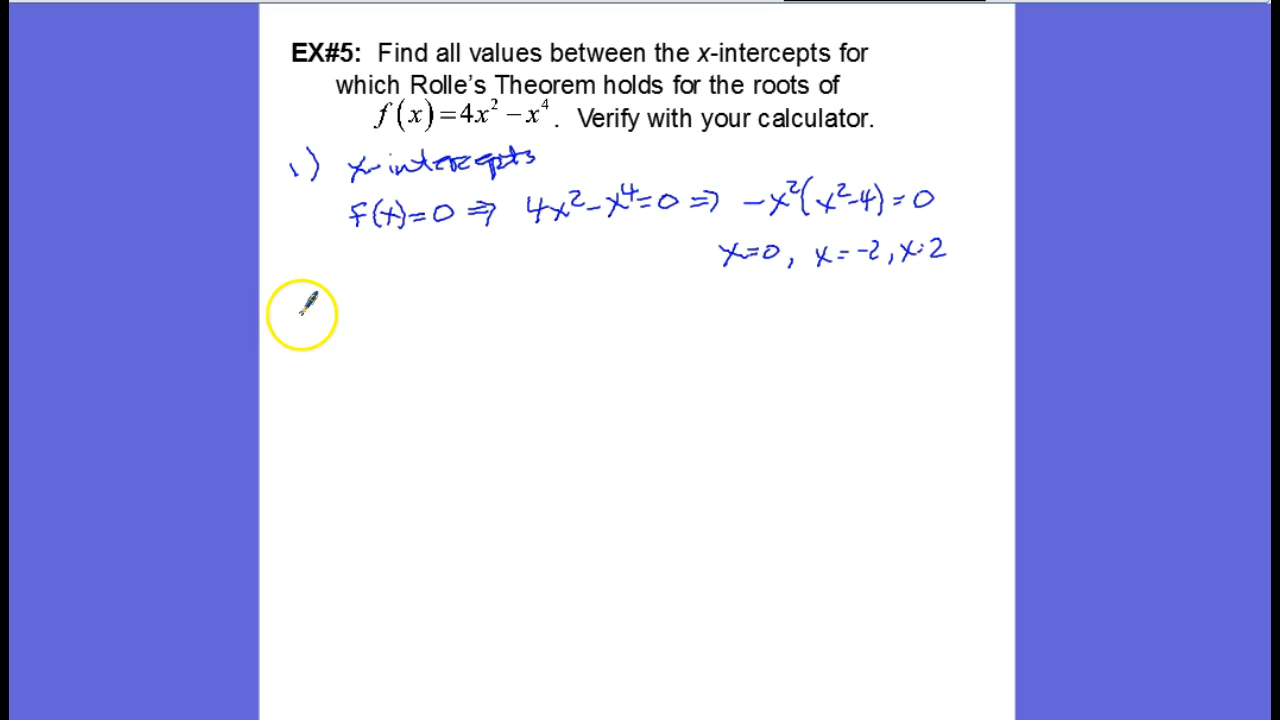 EX#5: Find all values between the x-intercepts for
which Rolle's Theorem holds for the roots of
f(x)=4x²−x⁴. Verify with your calculator.
1) x-intercepts
f(x)=0 ⇒ 4x²−x⁴=0 ⇒ −x²(x²−4)=0
x=0, x=−2, x=2